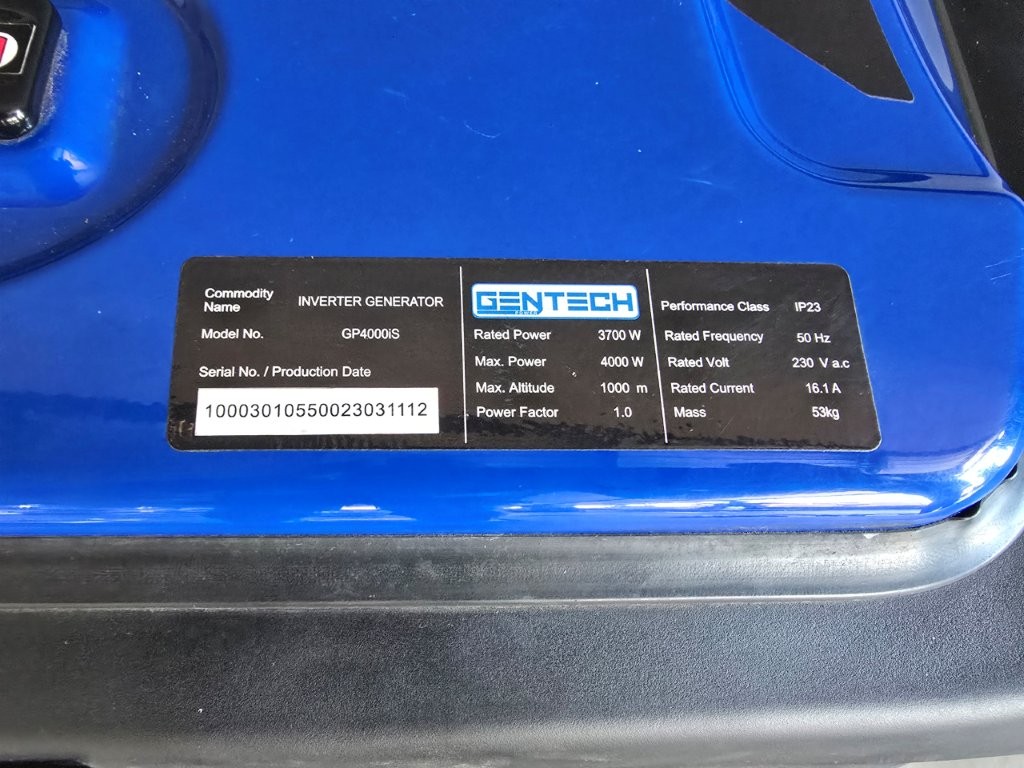 Commodity Name INVERTER GENERATOR
Model No. GP4000iS
Serial No. / Production Date
10003010550023031112
GENTECH
POWER
Rated Power 3700 W
Max. Power 4000 W
Max. Altitude 1000 m
Power Factor 1.0
Performance Class IP23
Rated Frequency 50 Hz
Rated Volt 230 V a.c
Rated Current 16.1 A
Mass 53kg